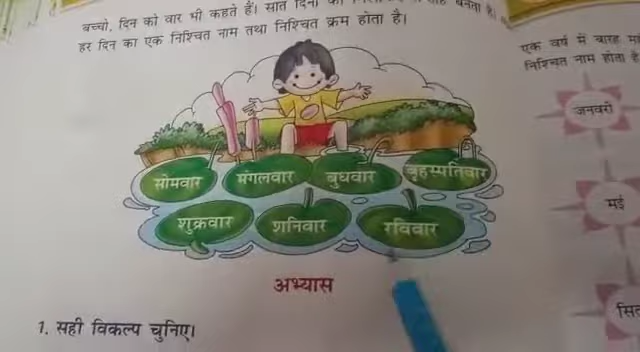 बच्चो, दिन को वार भी कहते हैं। सात दिनों
हर दिन का एक निश्चित नाम तथा निश्चित क्रम होता है।
सोमवार मंगलवार बुधवार बृहस्पतिवार
शुक्रवार शनिवार रविवार
अभ्यास
1. सही विकल्प चुनिए।
एक वर्ष में बारह
निश्चित नाम होता है
जनवरी
मई